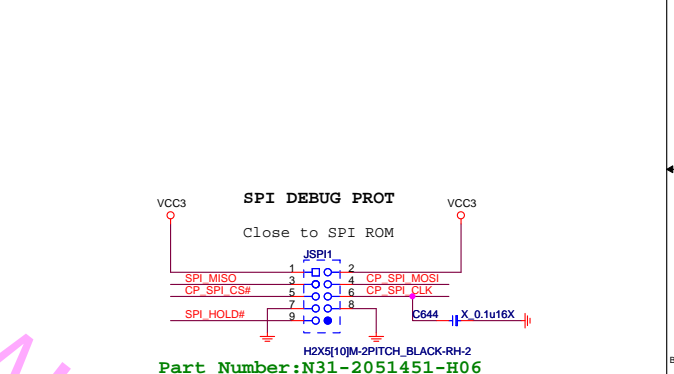 SPI DEBUG PROT
VCC3
VCC3
Close to SPI ROM
JSPI1
1 2
SPI_MISO 3 4 CP_SPI_MOSI
CP_SPI_CS# 5 6 CP_SPI_CLK
7 8
SPI_HOLD# 9 C644 X_0.1u16X
H2X5[10]M-2PITCH_BLACK-RH-2
Part Number:N31-2051451-H06
B